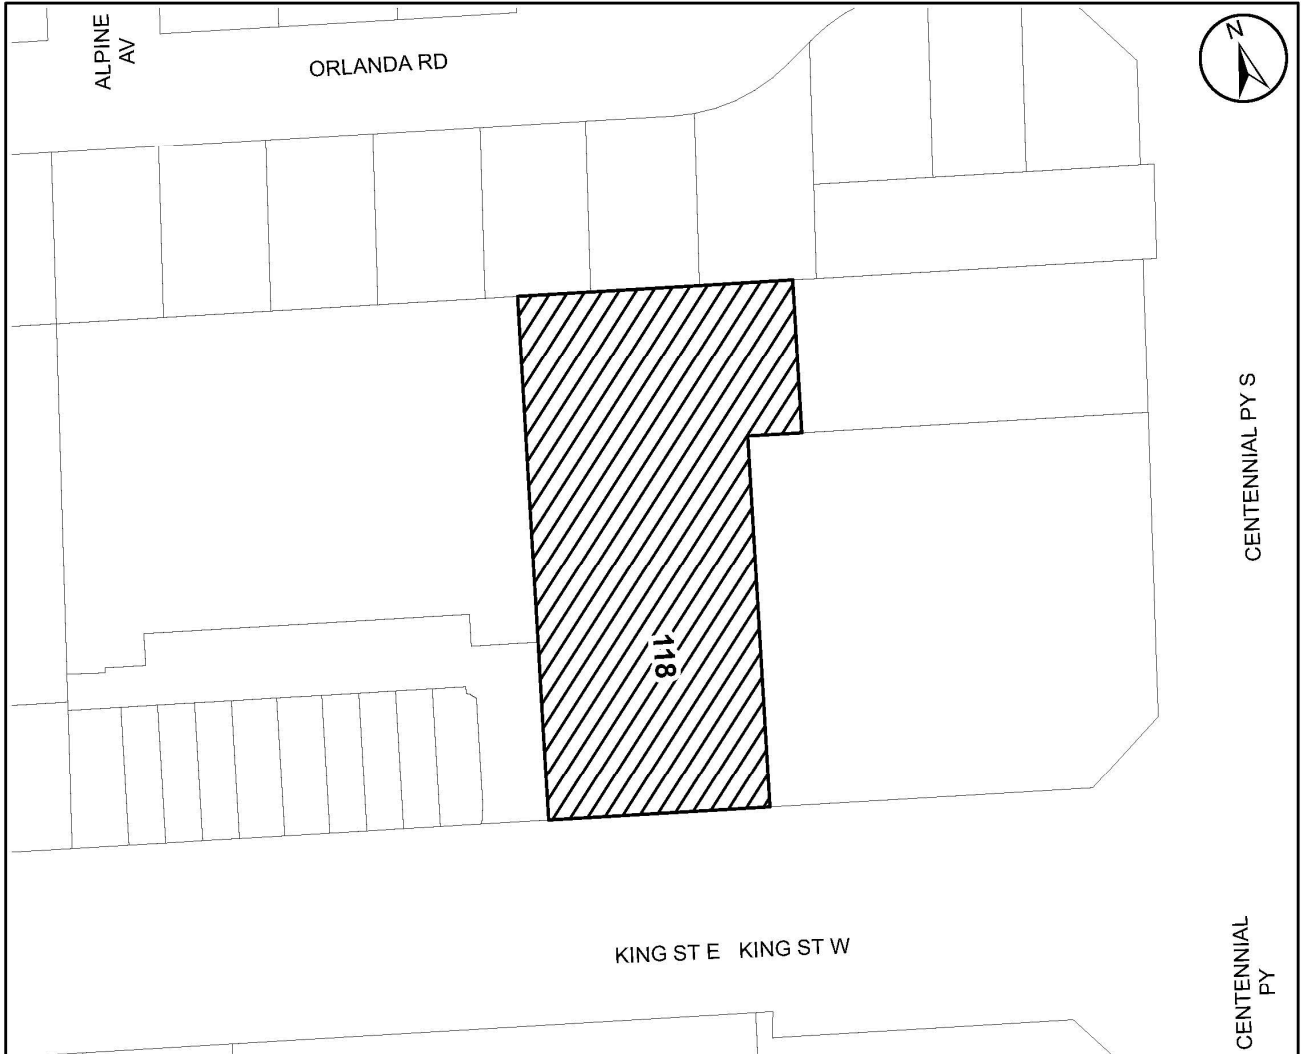 ALPINE
AV
ORLANDA RD
N
CENTENNIAL PY S
118
KING ST E KING ST W
CENTENNIAL
PY